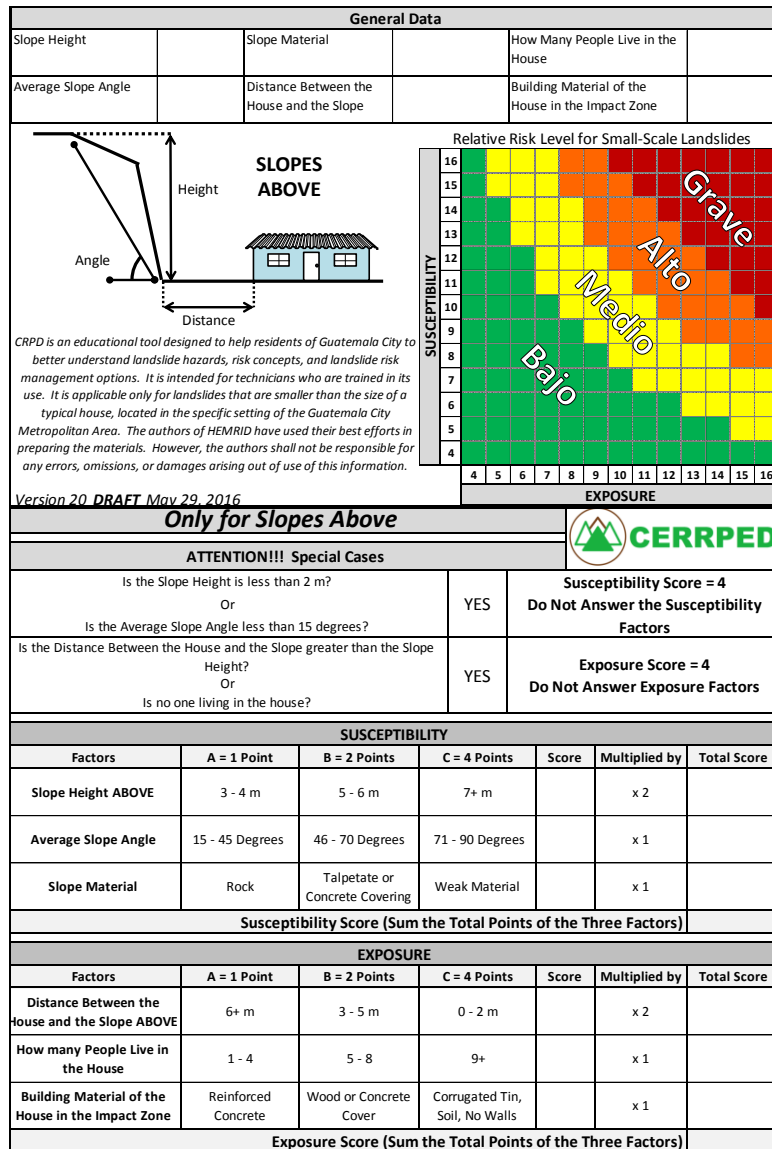 General Data
Slope Height
Slope Material
How Many People Live in the
House
Average Slope Angle
Distance Between the
House and the Slope
Building Material of the
House in the Impact Zone
SLOPES
ABOVE
Height
Angle
Distance
CRPD is an educational tool designed to help residents of Guatemala City to
better understand landslide hazards, risk concepts, and landslide risk
management options. It is intended for technicians who are trained in its
use. It is applicable only for landslides that are smaller than the size of a
typical house, located in the specific setting of the Guatemala City
Metropolitan Area. The authors of HEMRID have used their best efforts in
preparing the materials. However, the authors shall not be responsible for
any errors, omissions, or damages arising out of use of this information.
Version 20 DRAFT May 29, 2016
Relative Risk Level for Small-Scale Landslides
SUSCEPTIBILITY
16
15
14
13
12
11
10
9
8
7
6
5
4
Grave
Alto
Medio
Bajo
4 5 6 7 8 9 10 11 12 13 14 15 16
EXPOSURE
Only for Slopes Above
CERRPED
ATTENTION!!! Special Cases
Is the Slope Height is less than 2 m?
Or
Is the Average Slope Angle less than 15 degrees?
YES
Susceptibility Score = 4
Do Not Answer the Susceptibility
Factors
Is the Distance Between the House and the Slope greater than the Slope
Height?
Or
Is no one living in the house?
YES
Exposure Score = 4
Do Not Answer Exposure Factors
SUSCEPTIBILITY
Factors A = 1 Point B = 2 Points C = 4 Points Score Multiplied by Total Score
Slope Height ABOVE 3 - 4 m 5 - 6 m 7+ m x 2
Average Slope Angle 15 - 45 Degrees 46 - 70 Degrees 71 - 90 Degrees x 1
Slope Material Rock Talpetate or
Concrete Covering Weak Material x 1
Susceptibility Score (Sum the Total Points of the Three Factors)
EXPOSURE
Factors A = 1 Point B = 2 Points C = 4 Points Score Multiplied by Total Score
Distance Between the
House and the Slope ABOVE 6+ m 3 - 5 m 0 - 2 m x 2
How many People Live in
the House 1 - 4 5 - 8 9+ x 1
Building Material of the
House in the Impact Zone Reinforced
Concrete Wood or Concrete
Cover Corrugated Tin,
Soil, No Walls x 1
Exposure Score (Sum the Total Points of the Three Factors)